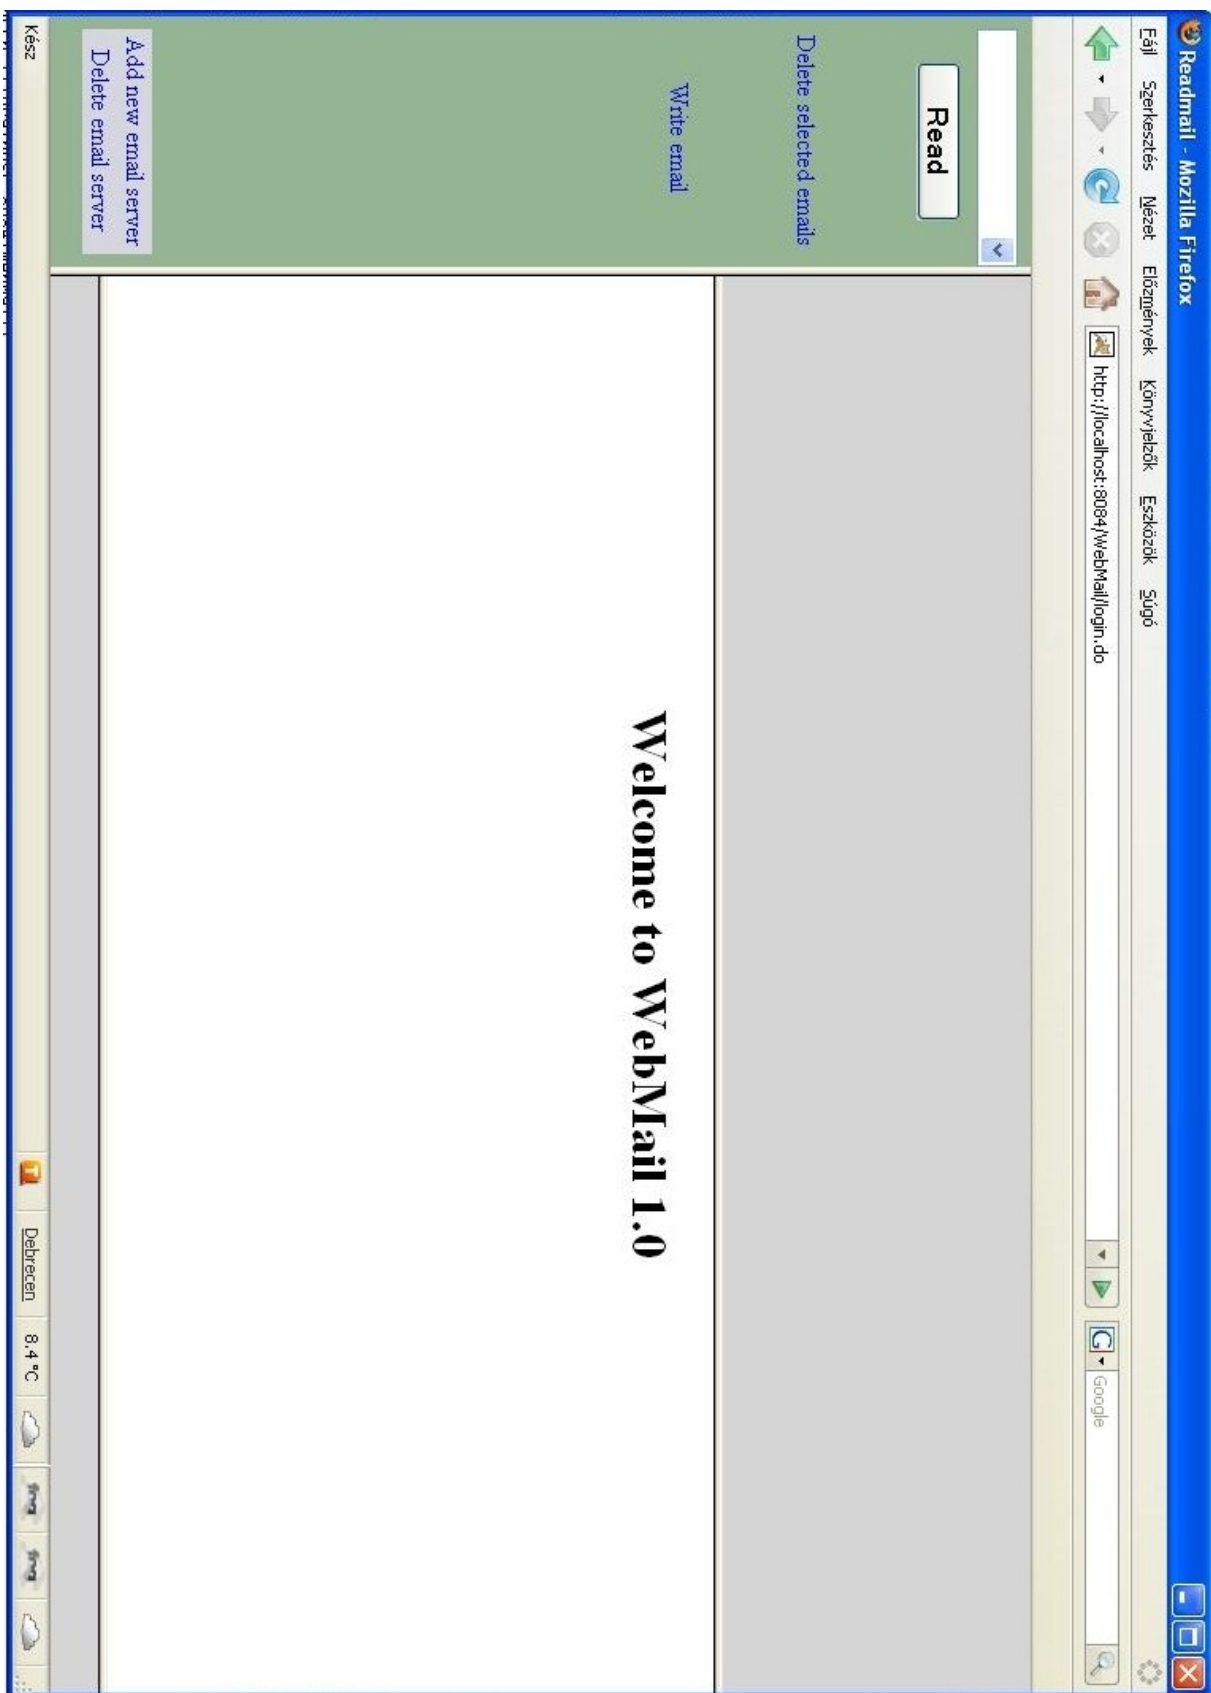 Readmail - Mozilla Firefox
Fájl Szerkesztés Nézet Előzmények Könyvjelzők Eszközök Súgó
http://localhost:8084/WebMail/login.do
Google
Read
Delete selected emails
Write email
Welcome to WebMail 1.0
Add new email server
Delete email server
Kész
Debrecen 8.4 °C